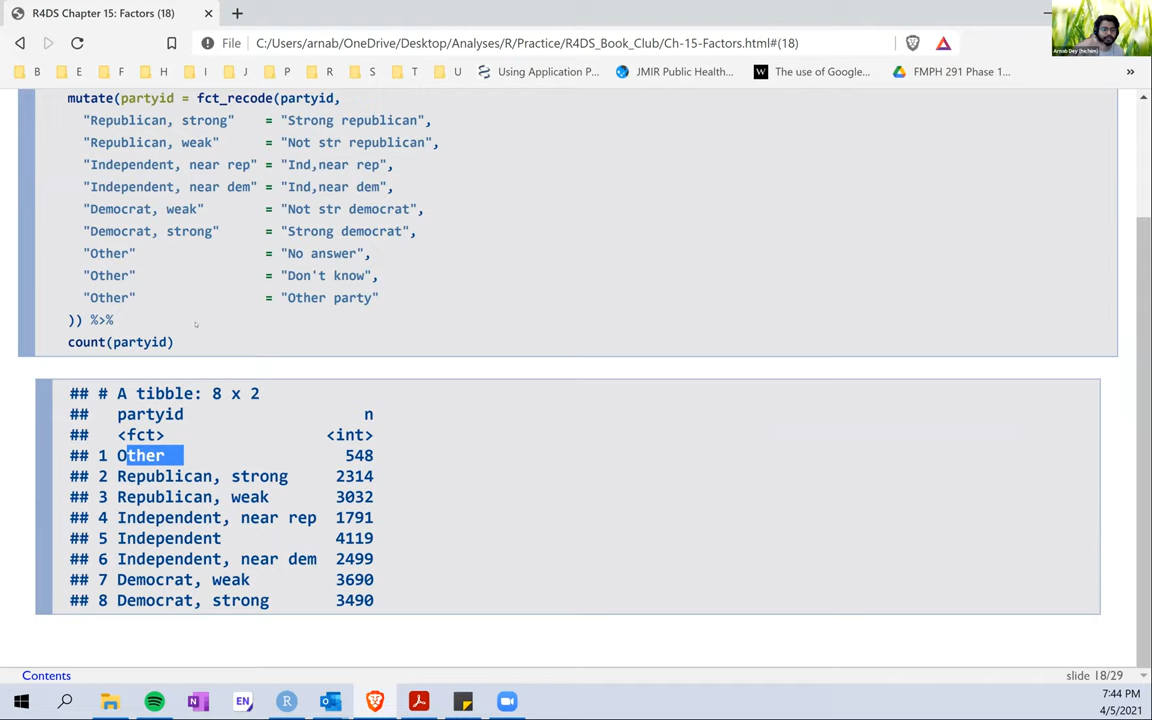 R4DS Chapter 15: Factors (18)
File C:/Users/arnab/OneDrive/Desktop/Analyses/R/Practice/R4DS_Book_Club/Ch-15-Factors.html#(18)
B E F H I J P R S T U Using Application P... JMIR Public Health... W The use of Google... FMPH 291 Phase 1... »
Arnab Dey (he/him)
mutate(partyid = fct_recode(partyid,
"Republican, strong" = "Strong republican",
"Republican, weak" = "Not str republican",
"Independent, near rep" = "Ind,near rep",
"Independent, near dem" = "Ind,near dem",
"Democrat, weak" = "Not str democrat",
"Democrat, strong" = "Strong democrat",
"Other" = "No answer",
"Other" = "Don't know",
"Other" = "Other party"
)) %>%
count(partyid)
## # A tibble: 8 x 2
## partyid n
## <fct> <int>
## 1 Other 548
## 2 Republican, strong 2314
## 3 Republican, weak 3032
## 4 Independent, near rep 1791
## 5 Independent 4119
## 6 Independent, near dem 2499
## 7 Democrat, weak 3690
## 8 Democrat, strong 3490
Contents
slide 18/29
N EN R
7:44 PM
4/5/2021